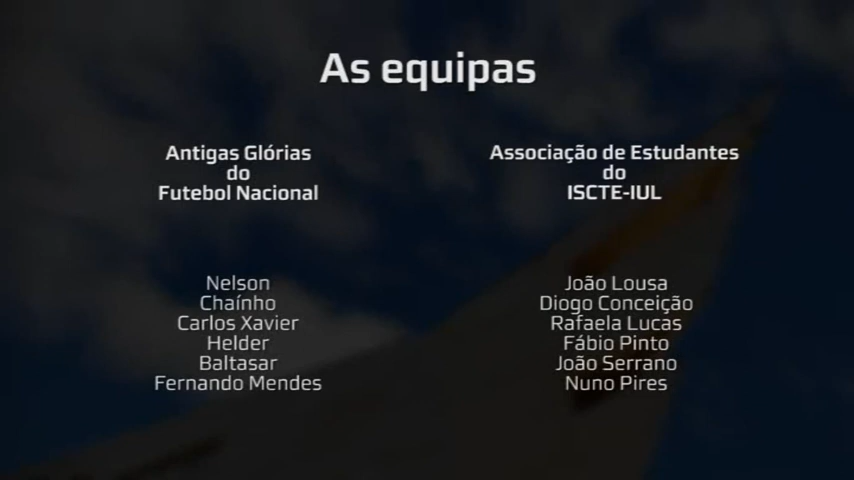 As equipas
Antigas Glórias
do
Futebol Nacional
Nelson
Chaínho
Carlos Xavier
Helder
Baltasar
Fernando Mendes
Associação de Estudantes
do
ISCTE-IUL
João Lousa
Diogo Conceição
Rafaela Lucas
Fábio Pinto
João Serrano
Nuno Pires